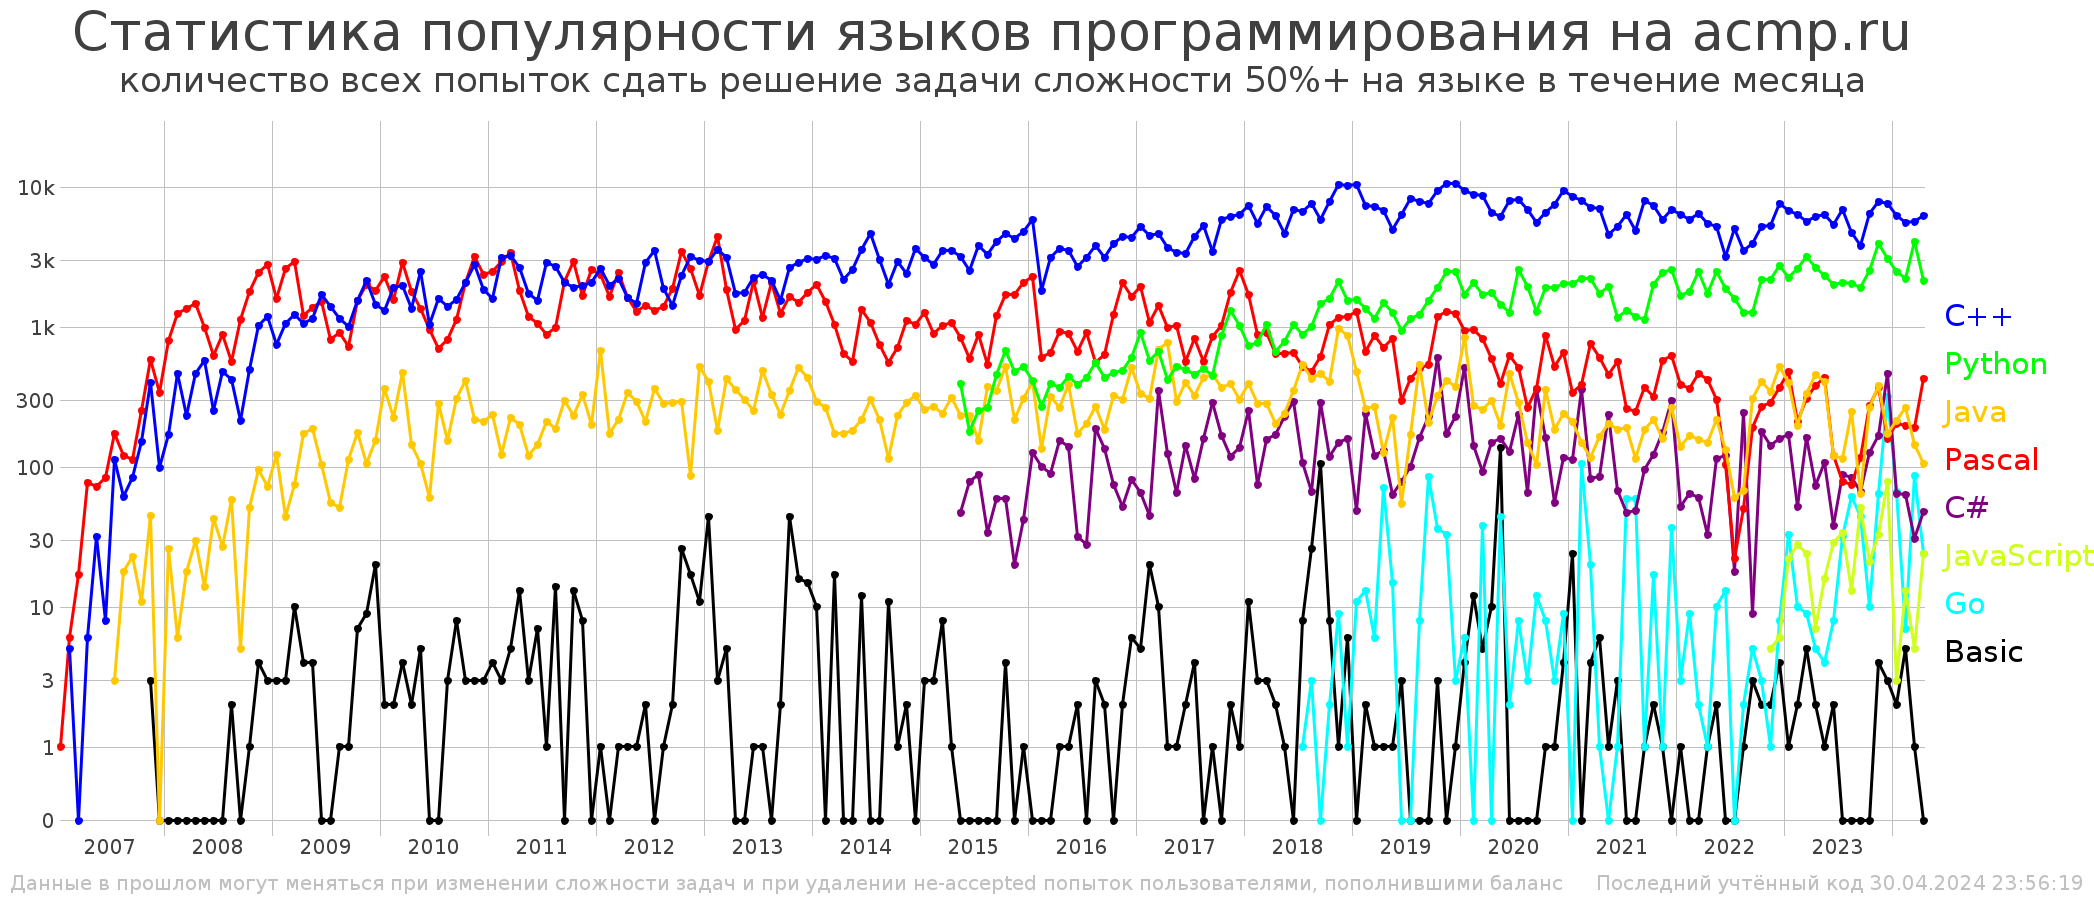 Статистика популярности языков программирования на acmp.ru
количество всех попыток сдать решение задачи сложности 50%+ на языке в течение месяца
10k
3k
1k
300
100
30
10
3
1
0
C++
Python
Java
Pascal
C#
JavaScript
Go
Basic
2007 2008 2009 2010 2011 2012 2013 2014 2015 2016 2017 2018 2019 2020 2021 2022 2023
Данные в прошлом могут меняться при изменении сложности задач и при удалении не-accepted попыток пользователями, пополнившими баланс Последний учтённый код 30.04.2024 23:56:19